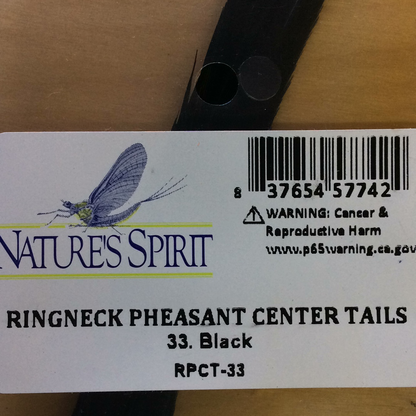 NATURE'S SPIRIT
8 37654 57742
⚠ WARNING: Cancer &
Reproductive Harm
www.p65warning.ca.gov
RINGNECK PHEASANT CENTER TAILS
33. Black
RPCT-33